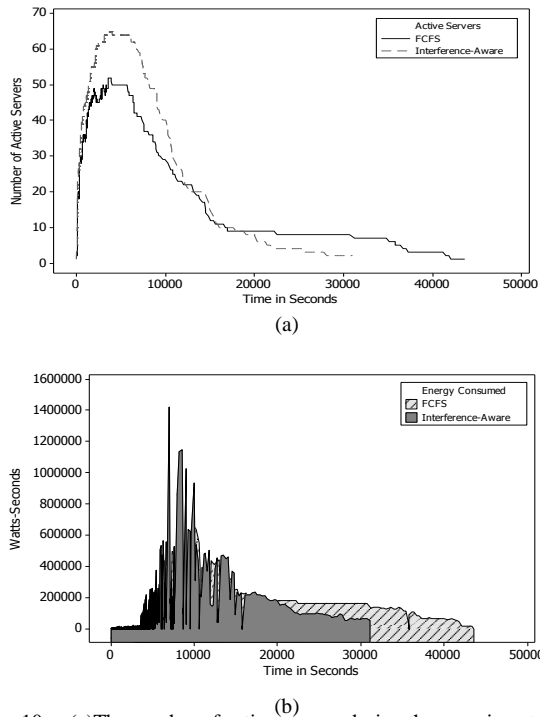 70
60
50
40
30
20
10
0
Number of Active Servers
Active Servers
FCFS
Interference-Aware
0 10000 20000 30000 40000 50000
Time in Seconds
(a)
1600000
1400000
1200000
1000000
800000
600000
400000
200000
0
Watts-Seconds
Energy Consumed
FCFS
Interference-Aware
0 10000 20000 30000 40000 50000
Time in Seconds
(b)